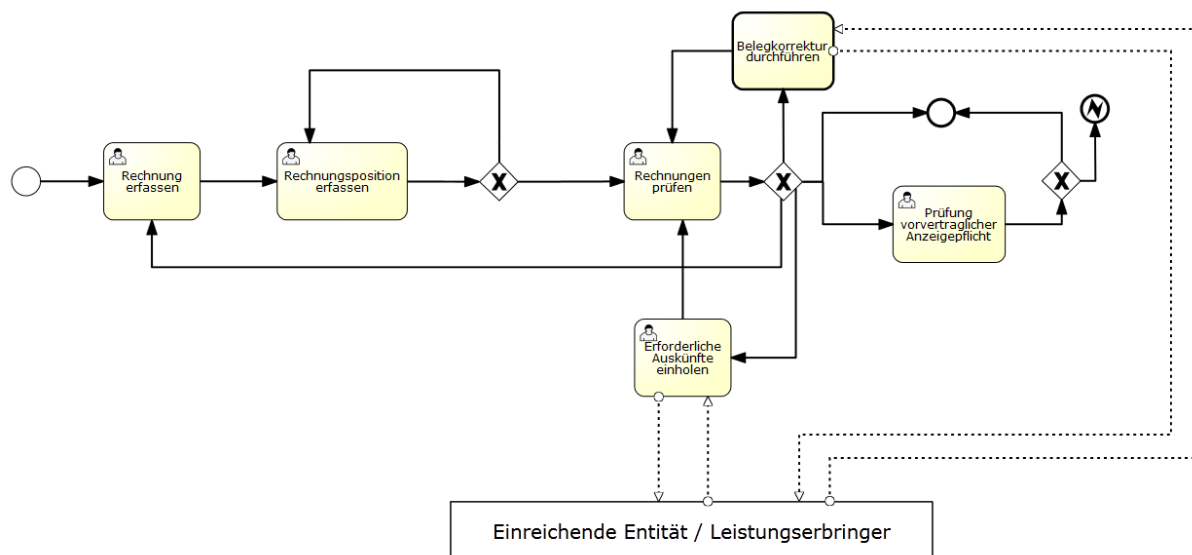 Belegkorrektur
durchführen
Rechnung
erfassen
Rechnungsposition
erfassen
Rechnungen
prüfen
Prüfung
vorvertraglicher
Anzeigepflicht
Erforderliche
Auskünfte
einholen
Einreichende Entität / Leistungserbringer